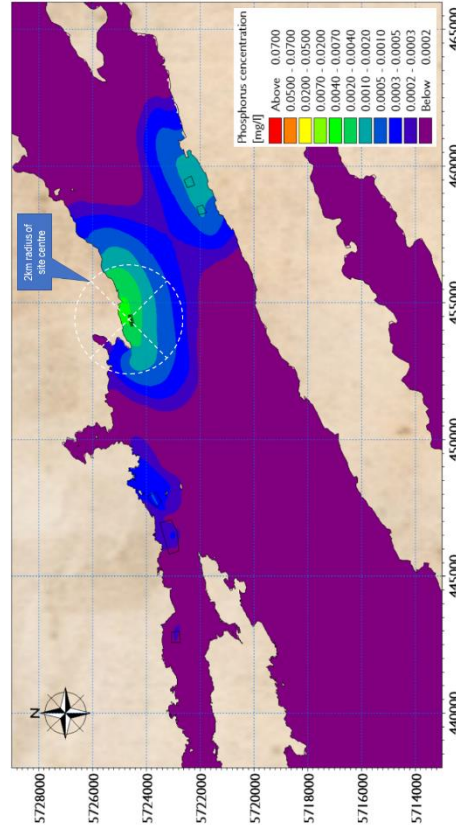 N
2km radius of
site centre
Phosphorus cencentration
[mg/l]
Above 0.0700
0.0500 - 0.0700
0.0200 - 0.0500
0.0070 - 0.0200
0.0040 - 0.0070
0.0020 - 0.0040
0.0010 - 0.0020
0.0005 - 0.0010
0.0003 - 0.0005
0.0002 - 0.0003
Below 0.0002
5728000
5726000
5724000
5722000
5720000
5718000
5716000
5714000
440000
445000
450000
455000
460000
465000